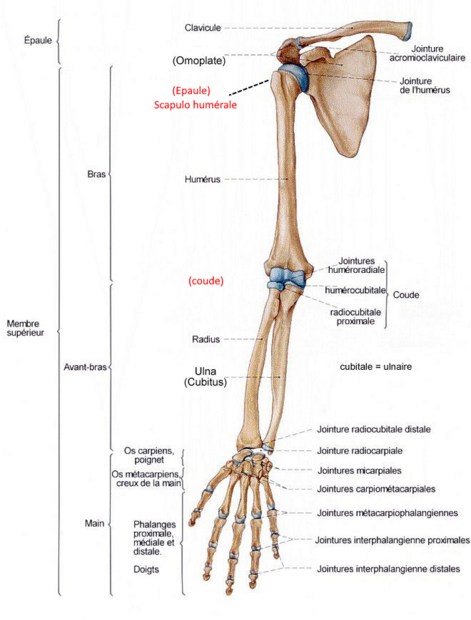 Clavicule
Épaule
Jointure
acromioclaviculaire
(Omoplate)
Jointure
de l'humérus
(Epaule)
Scapulo humérale
Bras
Humérus
Jointures
huméroradiale
(coude)
humérocubitale
Coude
radiocubitale
proximale
Membre
supérieur
Radius
Avant-bras
Ulna
(Cubitus)
cubitale = ulnaire
Jointure radiocubitale distale
Os carpiens,
poignet
Jointure radiocarpiale
Os métacarpiens,
creux de la main
Jointures micarpiales
Jointures carpiométacarpiales
Main
Phalanges
proximale,
médiale et
distale.
Jointures métacarpiophalangiennes
Jointures interphalangienne proximales
Doigts
Jointures interphalangienne distales